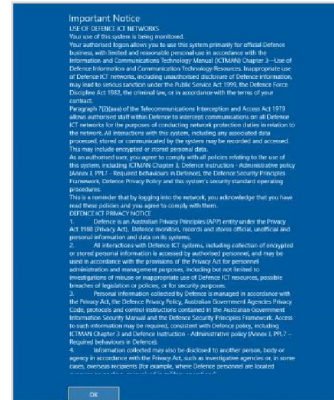 Important Notice
USE OF DEFENCE ICT NETWORKS
Your use of this system is being monitored.
Your authorised logon allows you to use this system primarily for official Defence
business, with limited and reasonable personal use in accordance with the
Information and Communications Technology Manual (ICTMAN) Chapter 3—Use of
Defence Information and Communication Technology Resources. Inappropriate use
of Defence ICT networks, including unauthorised disclosure of Defence information,
may lead to serious sanction under the Public Service Act 1999, the Defence Force
Discipline Act 1982, the criminal law, or in accordance with the terms of your
contract.
Paragraph 7(2)(aaa) of the Telecommunications Interception and Access Act 1979
allows authorised staff within Defence to intercept communications on all Defence
ICT networks for the purposes of conducting network protection duties in relation to
the network. All interactions with this system, including any associated data
processed, stored or communicated by the system may be recorded and accessed.
This may include encrypted or stored personal data.
As an authorised user, you agree to comply with all policies relating to the use of
this system, including ICTMAN Chapter 3, Defence Instruction - Administrative policy
(Annex J, PPL7 – Required behaviours in Defence), the Defence Security Principles
Framework, Defence Privacy Policy and this system's security standard operating
procedures.
This is a reminder that by logging into the network, you acknowledge that you have
read these policies and you agree to comply with them.
DEFENCE ICT PRIVACY NOTICE
1. Defence is an Australian Privacy Principles (APP) entity under the Privacy
Act 1988 (Privacy Act). Defence monitors, records and stores official, unofficial and
personal information and data on its systems.
2. All interactions with Defence ICT systems, including collection of encrypted
or stored personal information is accessed by authorised personnel, and may be
used in accordance with the provisions of the Privacy Act for personnel
administration and management purposes, including but not limited to
investigations of misuse or inappropriate use of Defence ICT resources, possible
breaches of legislation or policies, or for security purposes.
3. Personal information collected by Defence is managed in accordance with
the Privacy Act, the Defence Privacy Policy, Australian Government Agencies Privacy
Code, protocols and control instructions contained in the Australian Government
Information Security Manual and the Defence Security Principles Framework. Access
to such information may be required, consistent with Defence policy, including
ICTMAN Chapter 3 and Defence Instruction - Administrative policy (Annex J, PPL7 –
Required behaviours in Defence).
4. Information collected may also be disclosed to another person, body or
agency in accordance with the Privacy Act, such as investigative agencies or, in some
cases, overseas recipients (for example, where Defence personnel are located
OK